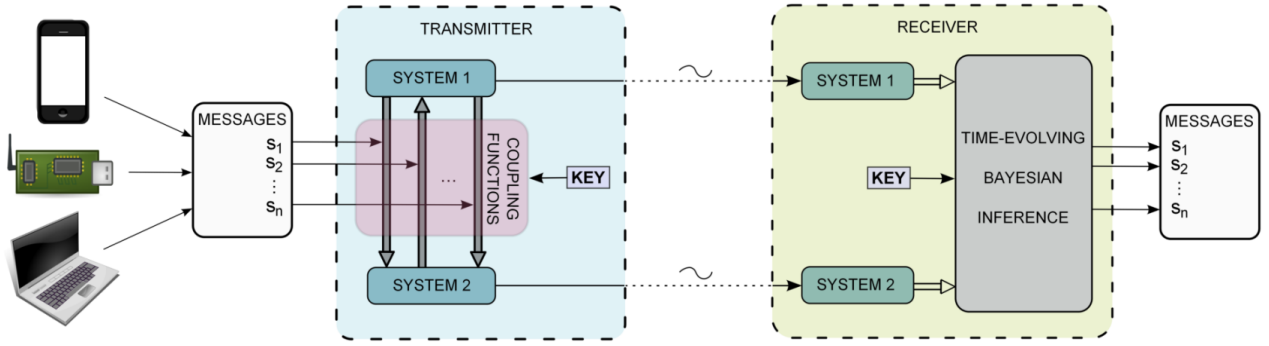 TRANSMITTER
RECEIVER
SYSTEM 1
SYSTEM 1
MESSAGES
s1
s2
...
sn
...
COUPLING
FUNCTIONS
KEY
SYSTEM 2
KEY
TIME-EVOLVING
BAYESIAN
INFERENCE
SYSTEM 2
MESSAGES
s1
s2
...
sn